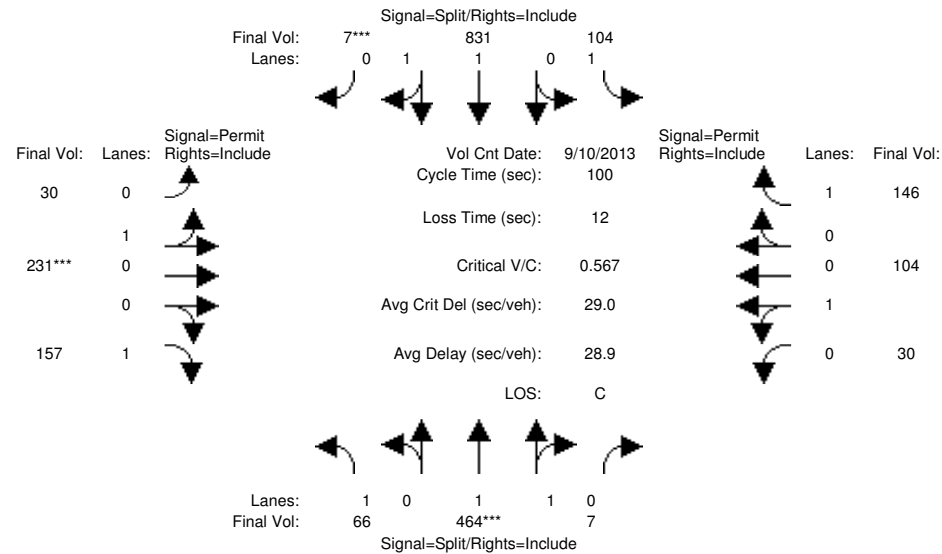 Signal=Split/Rights=Include
Final Vol: 7*** 831 104
Lanes: 0 1 1 0 1
Signal=Permit
Final Vol: Lanes: Rights=Include
Vol Cnt Date: 9/10/2013
Signal=Permit
Rights=Include Lanes: Final Vol:
Cycle Time (sec): 100
30 0
1 146
Loss Time (sec): 12
1
0
231*** 0
Critical V/C: 0.567
0 104
0
Avg Crit Del (sec/veh): 29.0
1
157 1
Avg Delay (sec/veh): 28.9
0 30
LOS: C
Lanes: 1 0 1 1 0
Final Vol: 66 464*** 7
Signal=Split/Rights=Include